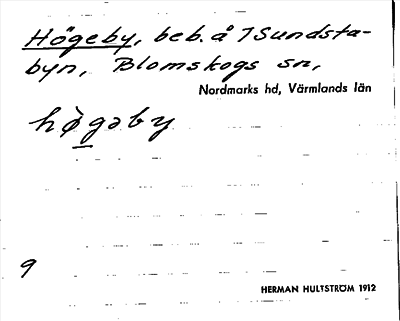 Högeby, beb. å 7 Sundsta-
byn, Blomskogs sn,
Nordmarks hd, Värmlands län
hø̀gəby
9
HERMAN HULTSTRÖM 1912